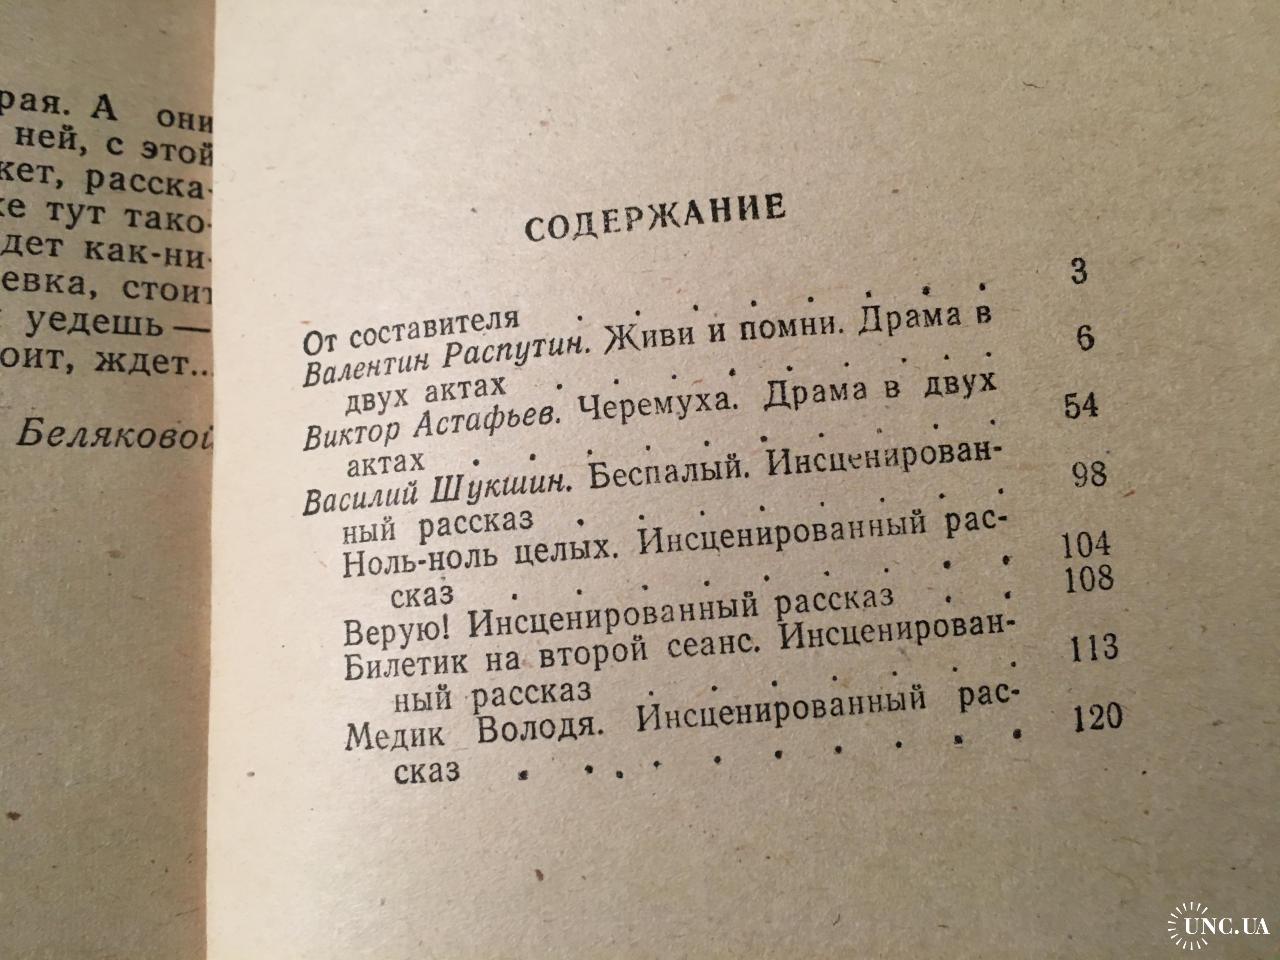 рая. А они
ней, с этой
жет, расска-
же тут тако-
дет как-ни-
евка, стоит
уедешь —
оит, ждет...
Беляковой
СОДЕРЖАНИЕ
От составителя . . . . . . . . 3
Валентин Распутин. Живи и помни. Драма в
двух актах . . . . . . . . 6
Виктор Астафьев. Черемуха. Драма в двух
актах . . . . . . . . . . 54
Василий Шукшин. Беспалый. Инсценирован-
ный рассказ . . . . . . . . 98
Ноль-ноль целых. Инсценированный рас-
сказ . . . . . . . . . 104
Верую! Инсценированный рассказ . . 108
Билетик на второй сеанс. Инсценирован-
ный рассказ . . . . . . . 113
Медик Володя. Инсценированный рас-
сказ . . . . . . . . . 120
UNC.UA